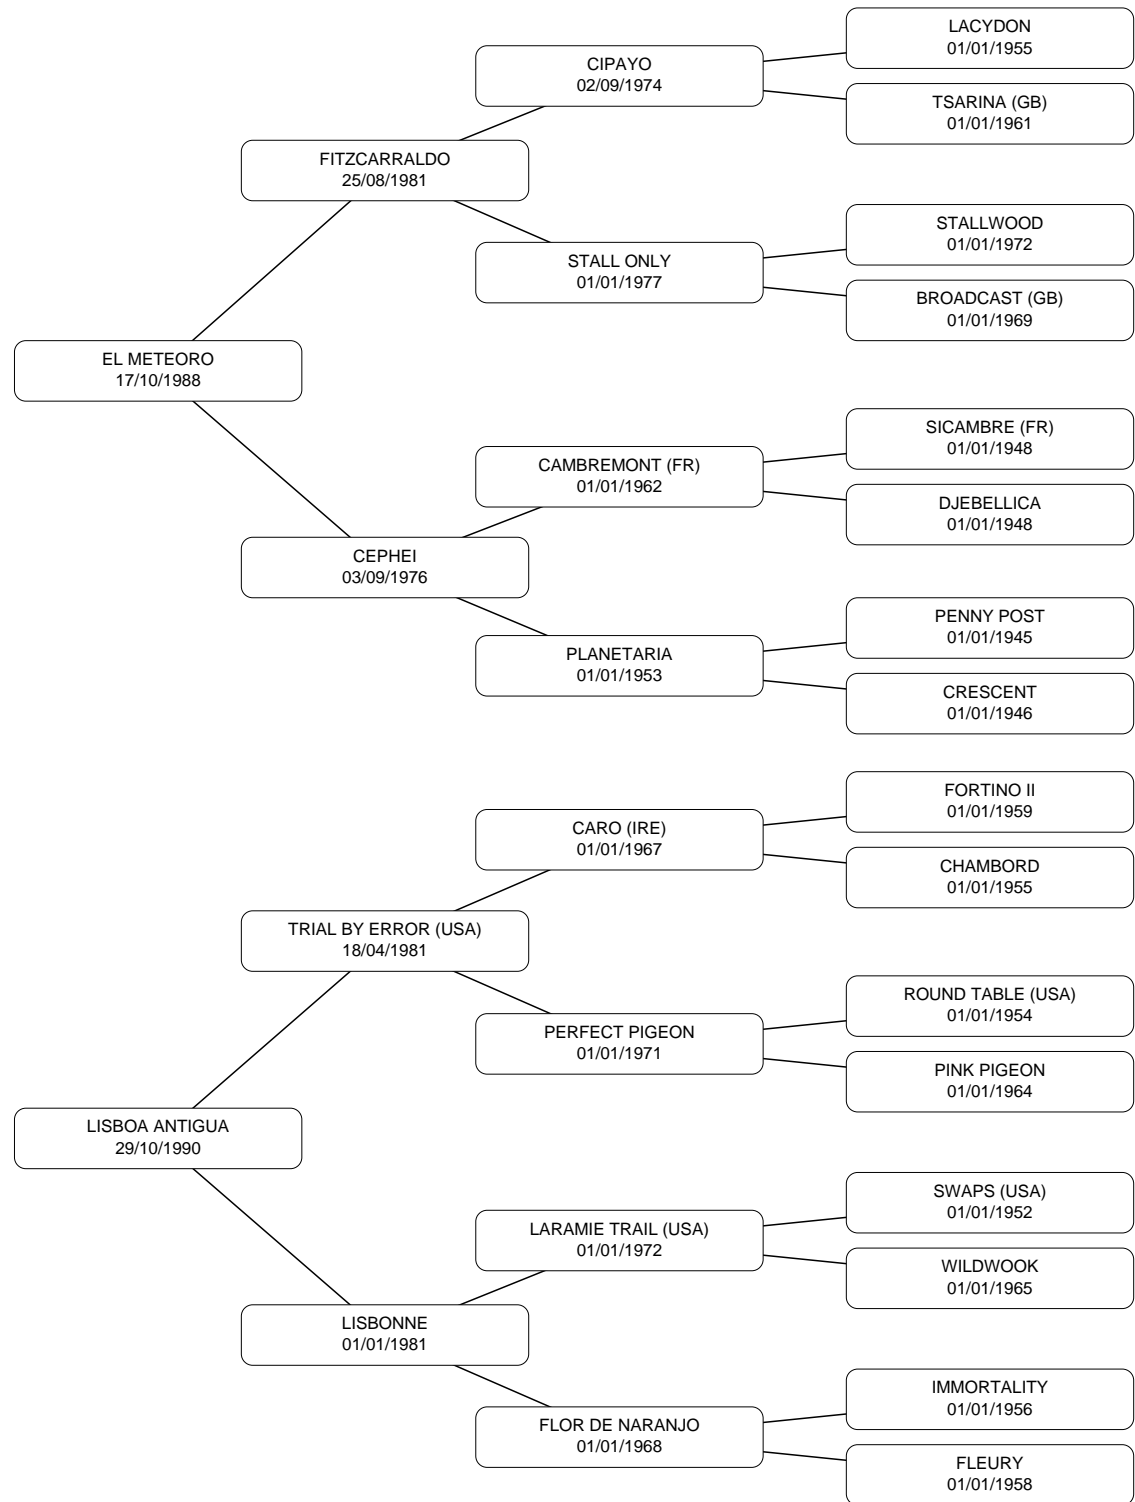 LACYDON
01/01/1955
CIPAYO
02/09/1974
TSARINA (GB)
01/01/1961
FITZCARRALDO
25/08/1981
STALLWOOD
01/01/1972
STALL ONLY
01/01/1977
BROADCAST (GB)
01/01/1969
EL METEORO
17/10/1988
SICAMBRE (FR)
01/01/1948
CAMBREMONT (FR)
01/01/1962
DJEBELLICA
01/01/1948
CEPHEI
03/09/1976
PENNY POST
01/01/1945
PLANETARIA
01/01/1953
CRESCENT
01/01/1946
FORTINO II
01/01/1959
CARO (IRE)
01/01/1967
CHAMBORD
01/01/1955
TRIAL BY ERROR (USA)
18/04/1981
ROUND TABLE (USA)
01/01/1954
PERFECT PIGEON
01/01/1971
PINK PIGEON
01/01/1964
LISBOA ANTIGUA
29/10/1990
SWAPS (USA)
01/01/1952
LARAMIE TRAIL (USA)
01/01/1972
WILDWOOK
01/01/1965
LISBONNE
01/01/1981
IMMORTALITY
01/01/1956
FLOR DE NARANJO
01/01/1968
FLEURY
01/01/1958